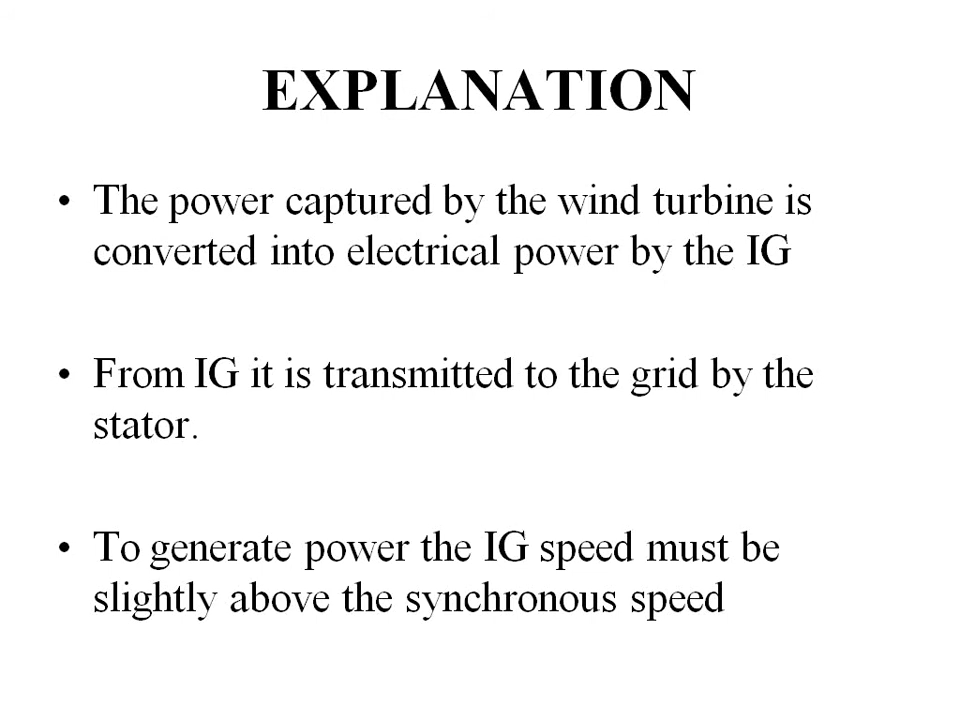 EXPLANATION
• The power captured by the wind turbine is
converted into electrical power by the IG
• From IG it is transmitted to the grid by the
stator.
• To generate power the IG speed must be
slightly above the synchronous speed